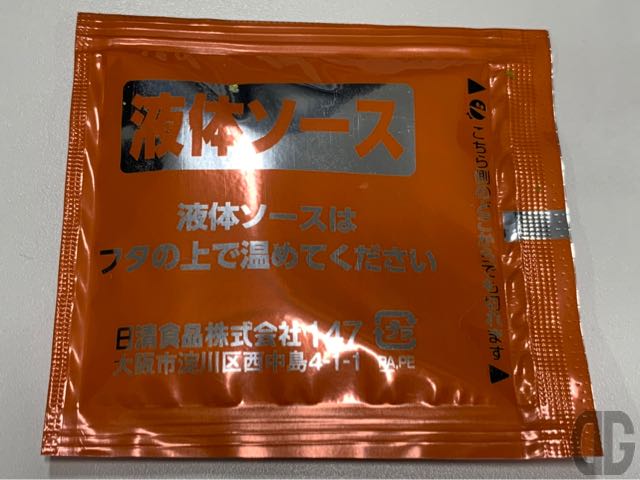 液体ソース
液体ソースは
フタの上で温めてください
日清食品株式会社 147 プラ
大阪市淀川区西中島4-1-1 PA,PE
こちら側のどこからでも切れます
DG